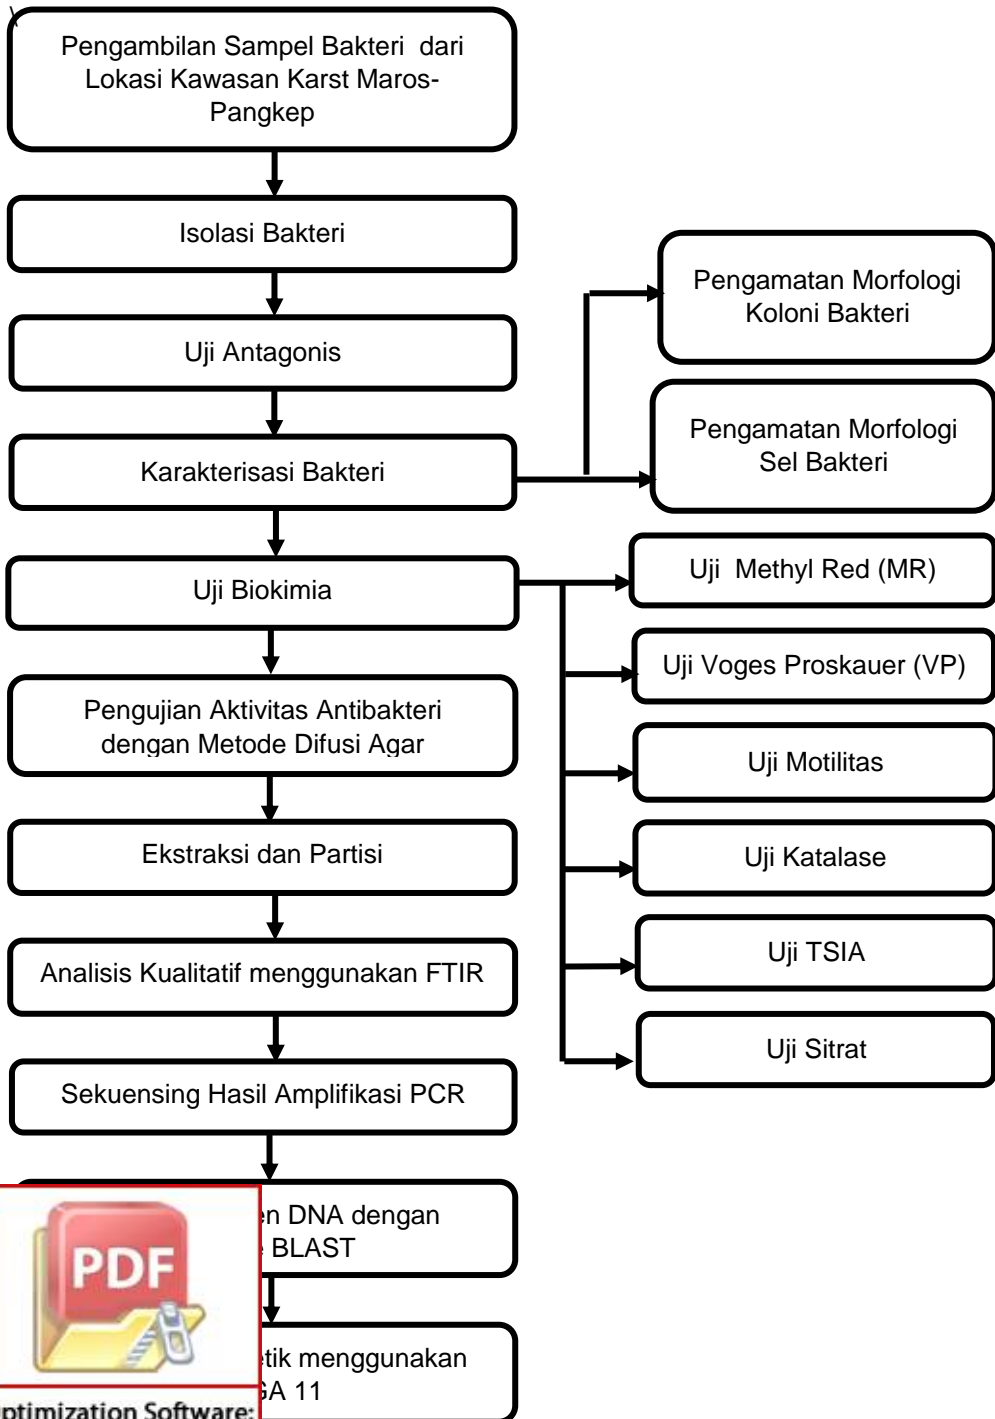 \
Pengambilan Sampel Bakteri dari
Lokasi Kawasan Karst Maros-
Pangkep
Isolasi Bakteri
Uji Antagonis
Karakterisasi Bakteri
Pengamatan Morfologi
Koloni Bakteri
Pengamatan Morfologi
Sel Bakteri
Uji Biokimia
Uji Methyl Red (MR)
Uji Voges Proskauer (VP)
Uji Motilitas
Uji Katalase
Uji TSIA
Uji Sitrat
Pengujian Aktivitas Antibakteri
dengan Metode Difusi Agar
Ekstraksi dan Partisi
Analisis Kualitatif menggunakan FTIR
Sekuensing Hasil Amplifikasi PCR
DNA dengan
BLAST
menggunakan
11
PDF
Software: